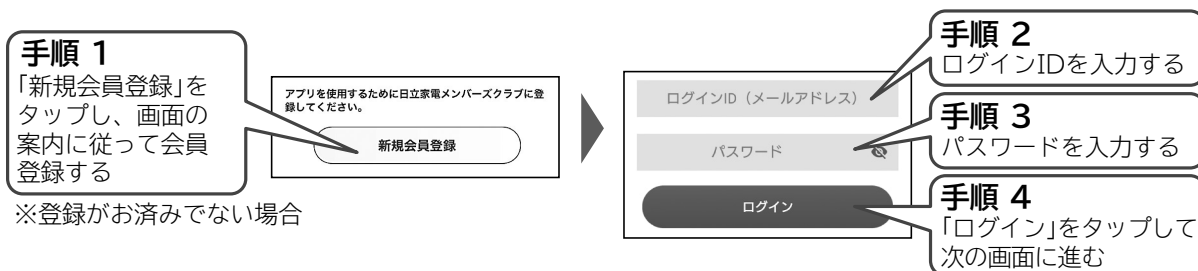 手順 1
「新規会員登録」を
タップし、画面の
案内に従って会員
登録する
※登録がお済みでない場合
アプリを使用するために日立家電メンバーズクラブに登
録してください。
新規会員登録
ログインID（メールアドレス）
パスワード
ログイン
手順 2
ログインIDを入力する
手順 3
パスワードを入力する
手順 4
「ログイン」をタップして
次の画面に進む